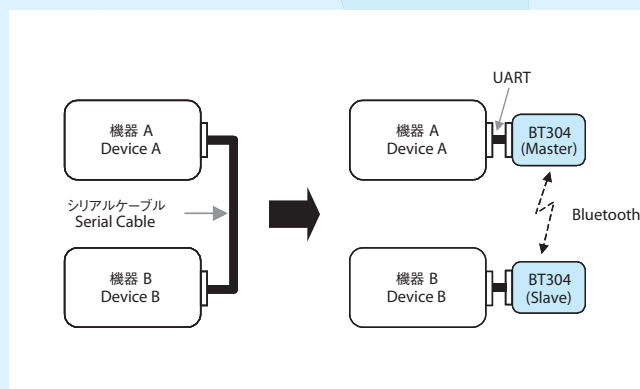 機器 A
Device A
シリアルケーブル
Serial Cable
機器 B
Device B
UART
機器 A
Device A
BT304
(Master)
Bluetooth
機器 B
Device B
BT304
(Slave)